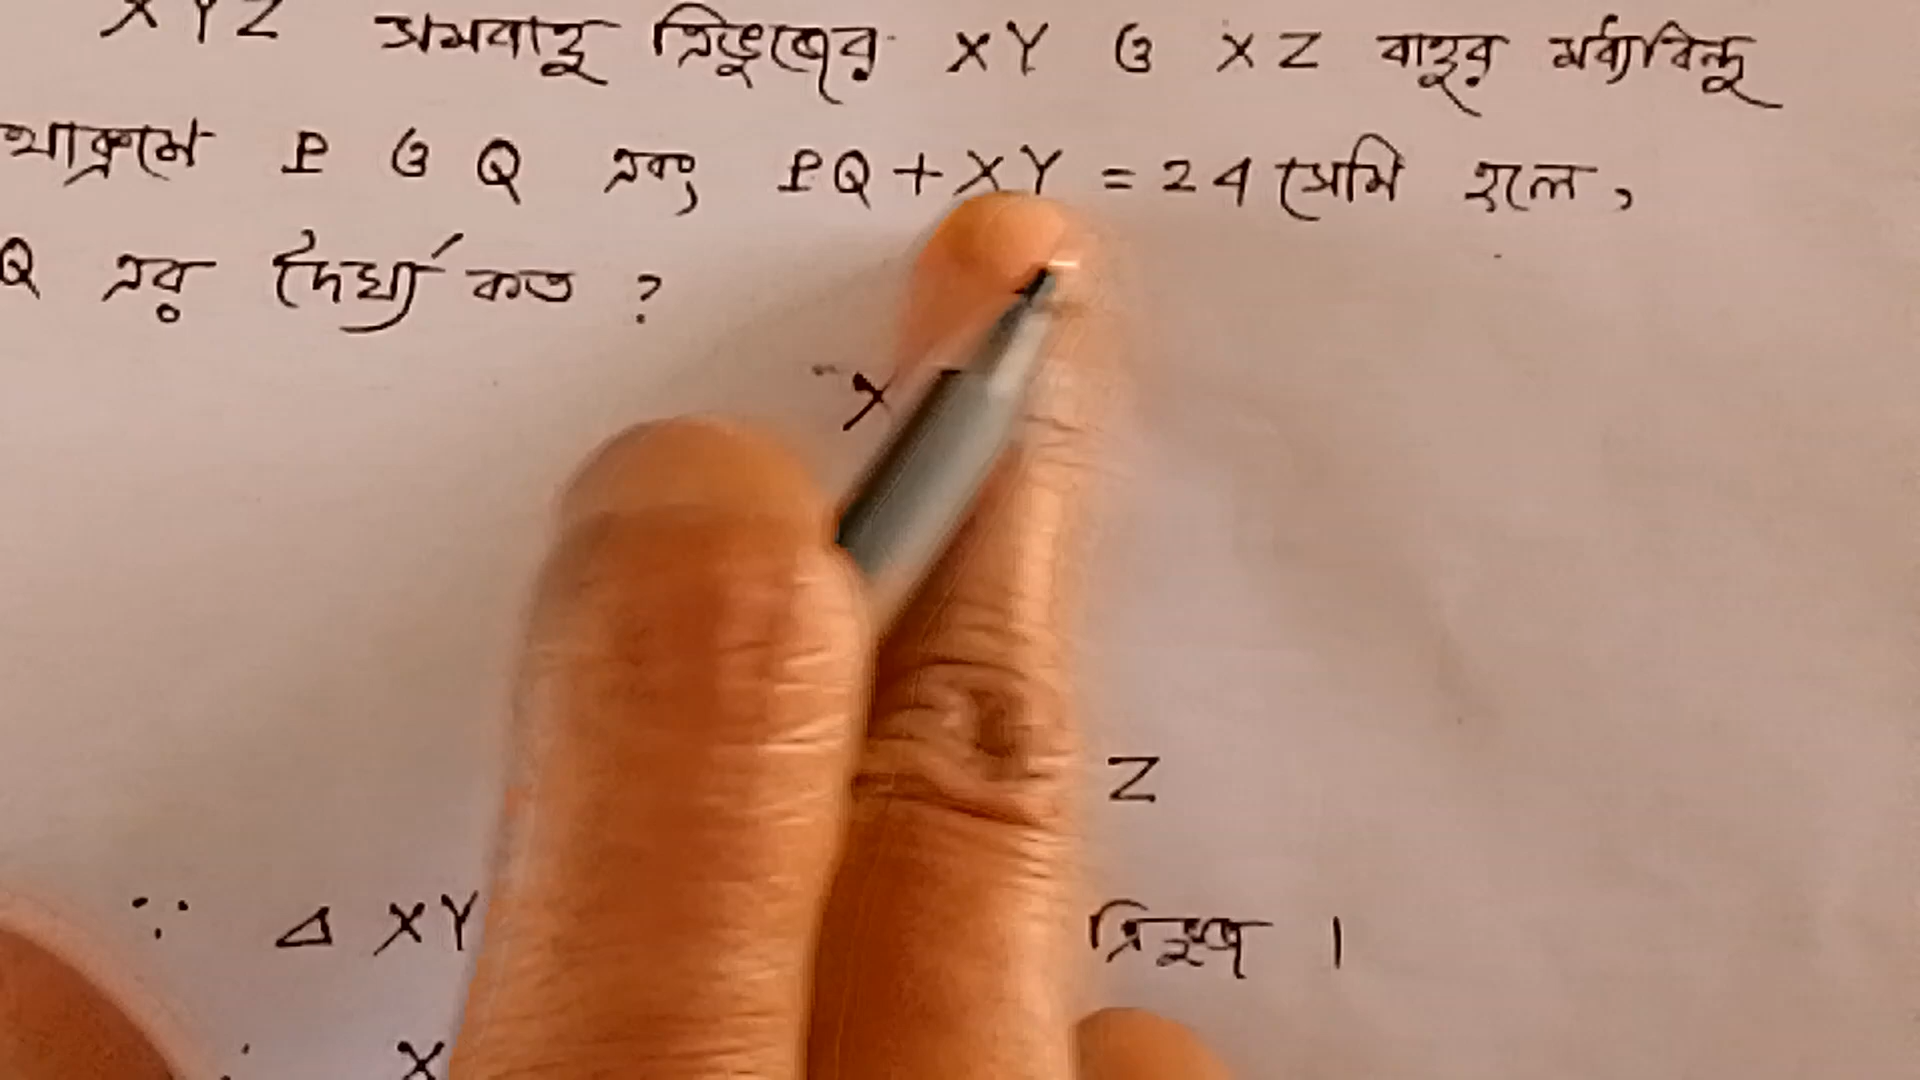 XYZ সমবাহু ত্রিভুজের XY ও XZ বাহুর মধ্যবিন্দু
যথাক্রমে P ও Q এবং PQ + XY = 24 সেমি হলে,
Q এর দৈর্ঘ্য কত ?
X
Z
∵ Δ XY ত্রিভুজ ।
X